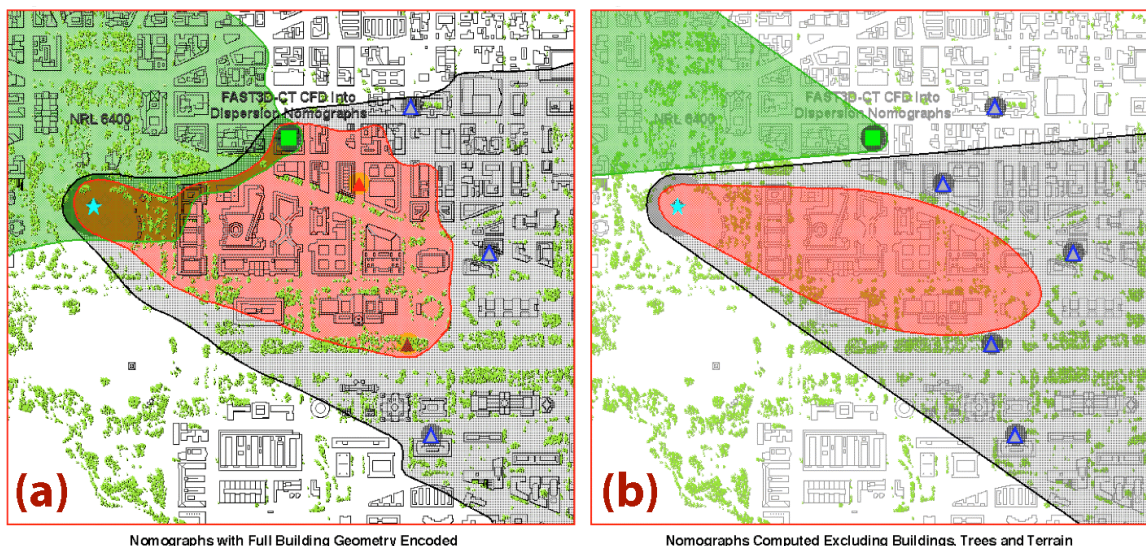 FAST3D-CT CFD Into
Dispersion Nomographs
NRL 6400
(a)
Nomographs with Full Building Geometry Encoded
FAST3D-CT CFD Into
Dispersion Nomographs
NRL 6400
(b)
Nomographs Computed Excluding Buildings, Trees and Terrain